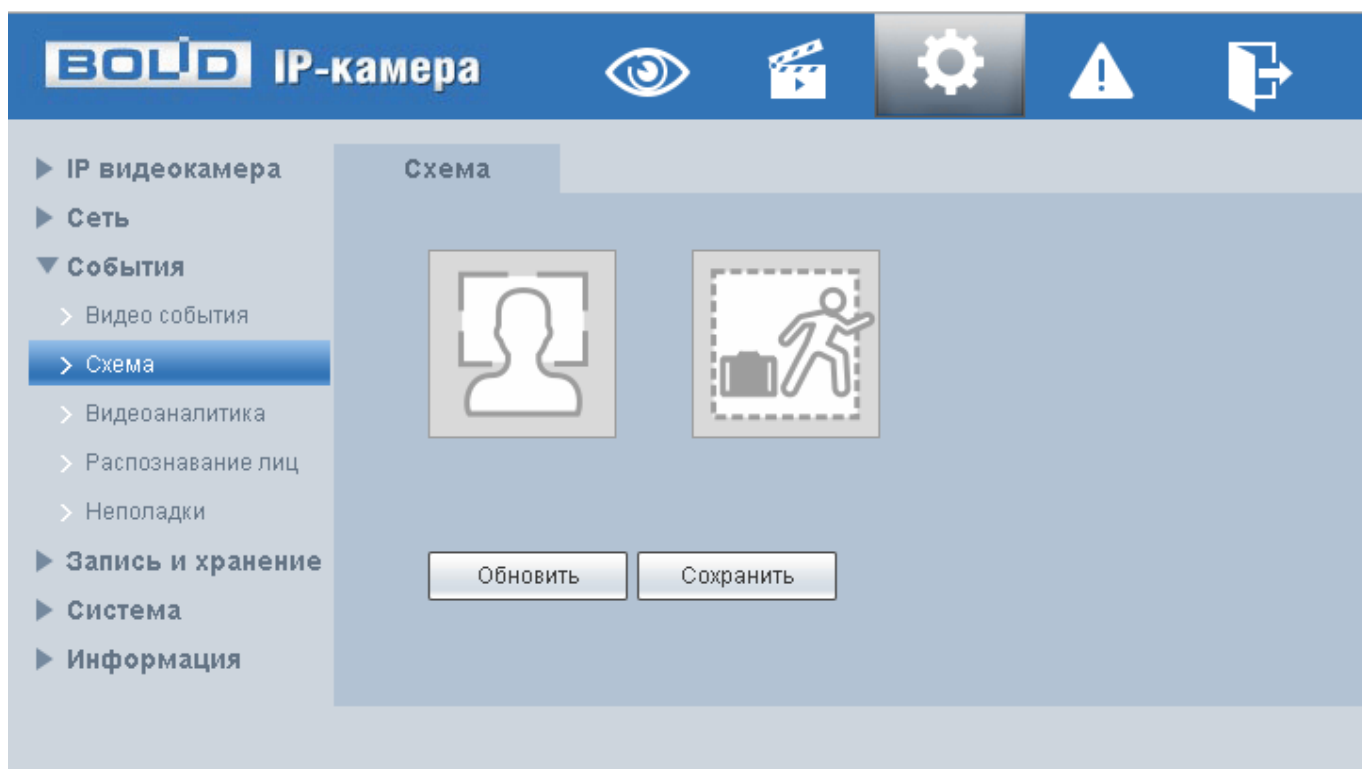 BOLID IP-камера
IP видеокамера
Сеть
События
Видео события
Схема
Видеоаналитика
Распознавание лиц
Неполадки
Запись и хранение
Система
Информация
Схема
Обновить
Сохранить